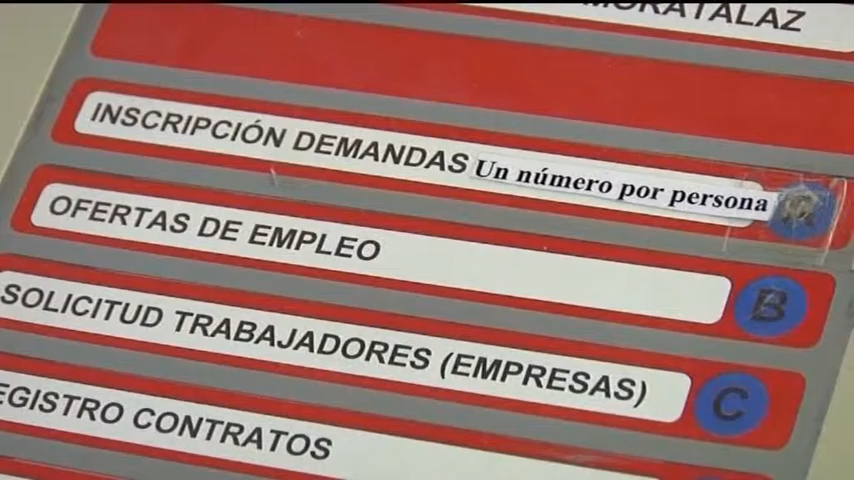 MORATALAZ
INSCRIPCIÓN DEMANDAS Un número por persona
OFERTAS DE EMPLEO B
SOLICITUD TRABAJADORES (EMPRESAS) C
EGISTRO CONTRATOS